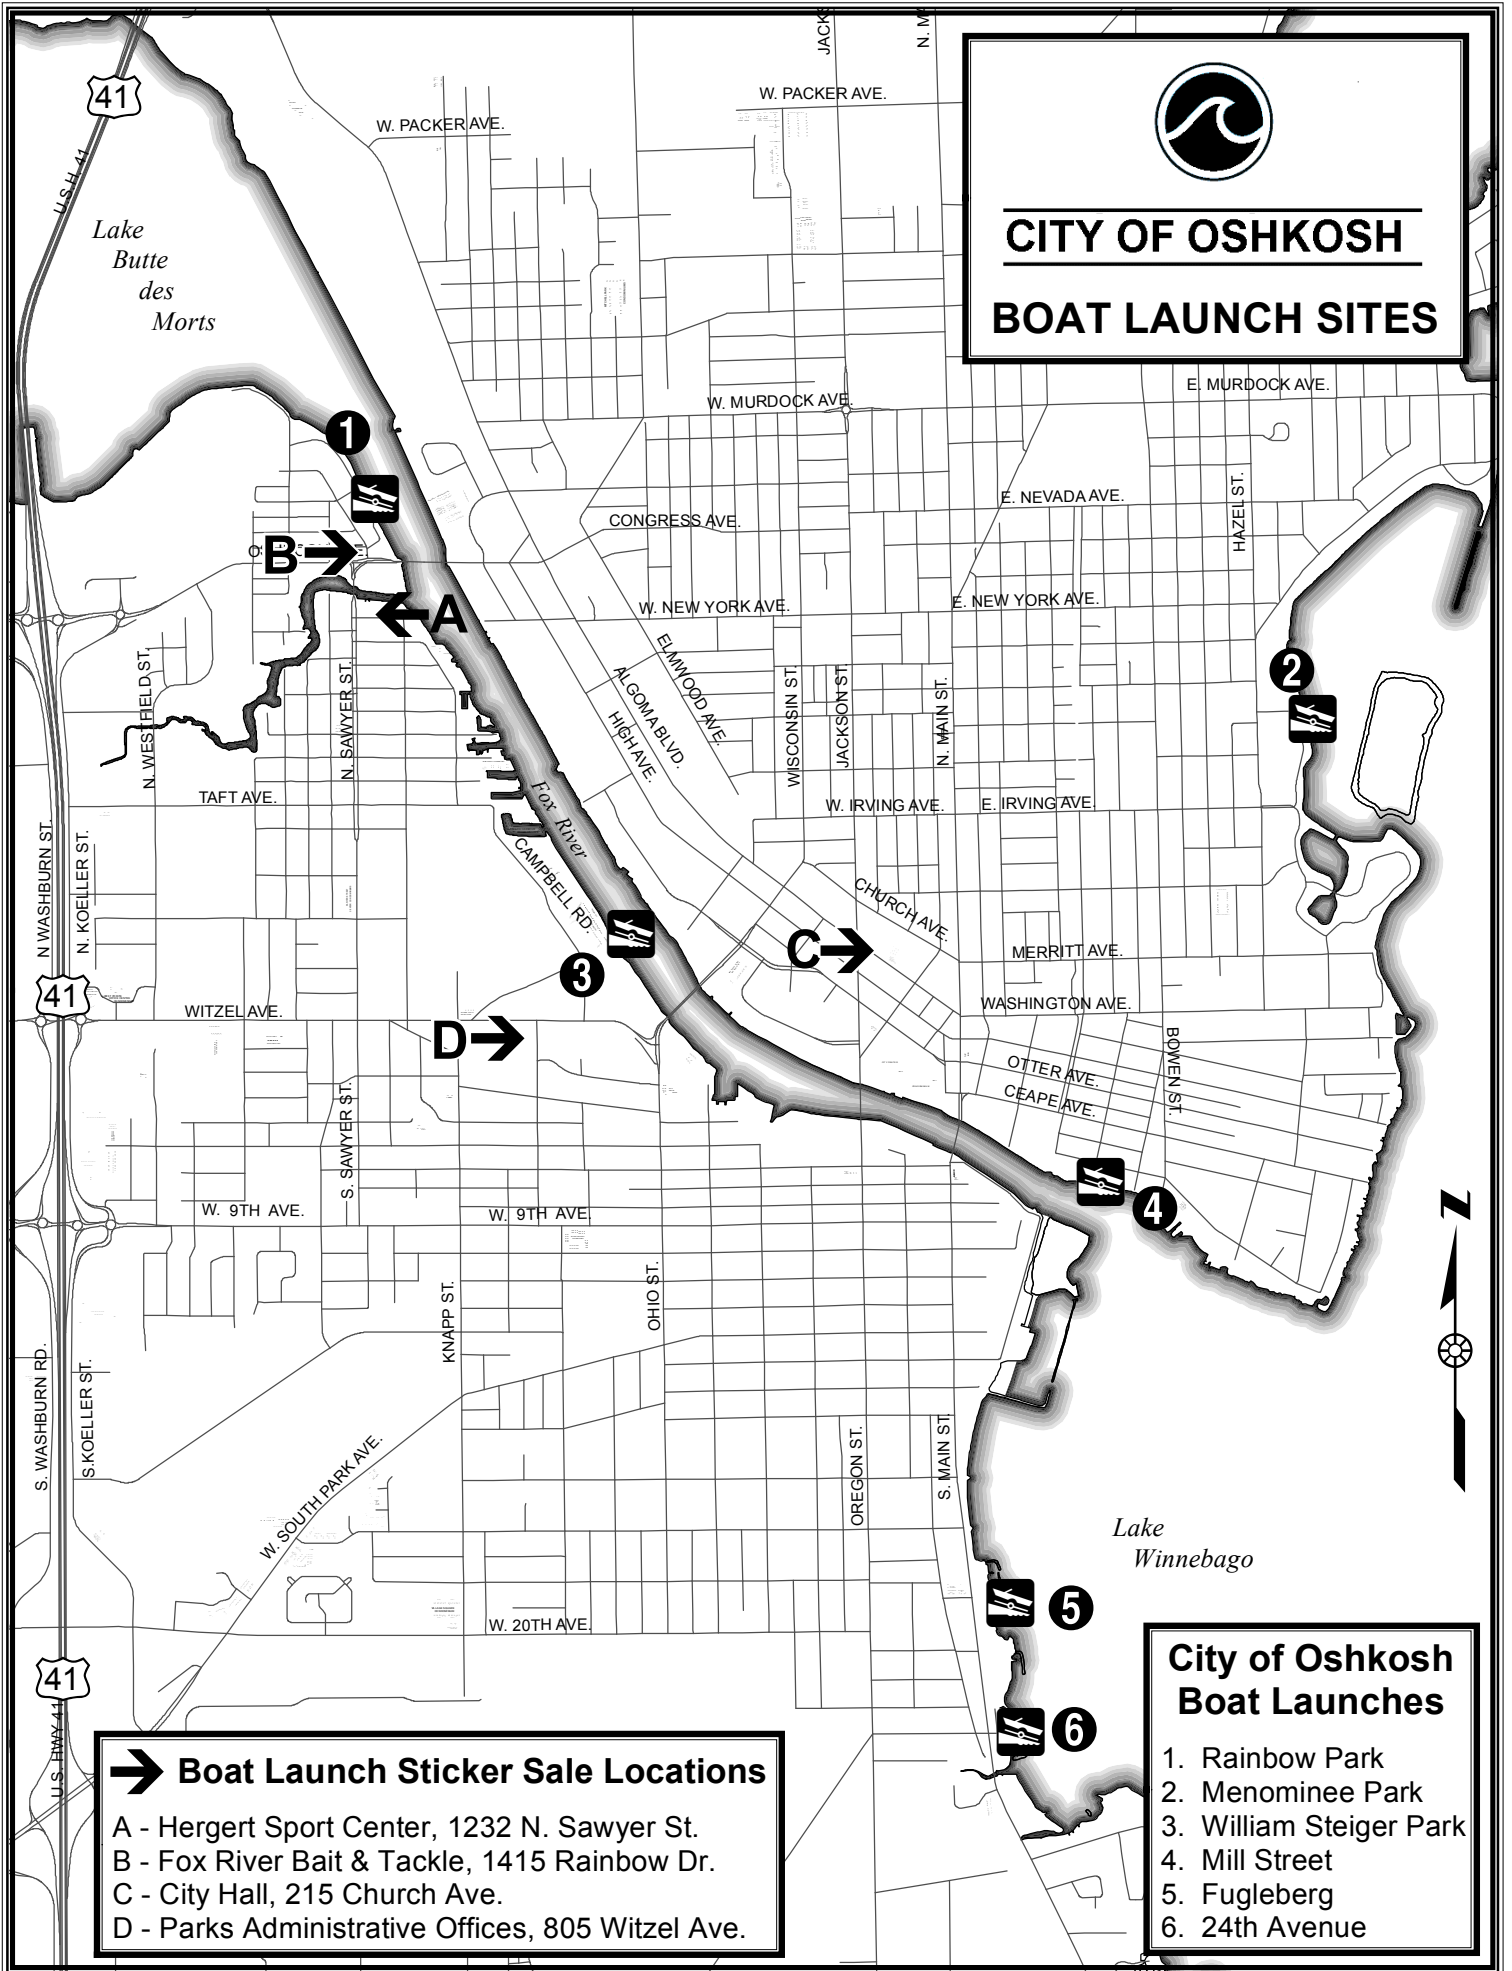 JACKS
N. MA
41
U.S.H. 41
W. PACKER AVE.
W. PACKER AVE.
CITY OF OSHKOSH
BOAT LAUNCH SITES
Lake
Butte
des
Morts
E. MURDOCK AVE.
W. MURDOCK AVE.
1
E. NEVADA AVE.
HAZEL ST.
CONGRESS AVE.
B
A
W. NEW YORK AVE.
E. NEW YORK AVE.
2
N. WESTFIELD ST.
N. SAWYER ST.
ELMWOOD AVE.
ALGOMA BLVD.
HIGH AVE.
WISCONSIN ST.
JACKSON ST.
N. MAIN ST.
TAFT AVE.
Fox River
W. IRVING AVE.
E. IRVING AVE.
N WASHBURN ST.
N. KOELLER ST.
CAMPBELL RD.
CHURCH AVE.
C
MERRITT AVE.
3
41
WITZEL AVE.
WASHINGTON AVE.
D
BOWEN ST.
OTTER AVE.
CEAPE AVE.
S. SAWYER ST.
4
W. 9TH AVE.
W. 9TH AVE.
KNAPP ST.
OHIO ST.
S. WASHBURN RD.
S.KOELLER ST.
W. SOUTH PARK AVE.
OREGON ST.
S. MAIN ST.
Lake
Winnebago
5
W. 20TH AVE.
41
U.S. HWY 41
6
Boat Launch Sticker Sale Locations
A - Hergert Sport Center, 1232 N. Sawyer St.
B - Fox River Bait & Tackle, 1415 Rainbow Dr.
C - City Hall, 215 Church Ave.
D - Parks Administrative Offices, 805 Witzel Ave.
City of Oshkosh
Boat Launches
1. Rainbow Park
2. Menominee Park
3. William Steiger Park
4. Mill Street
5. Fugleberg
6. 24th Avenue
N